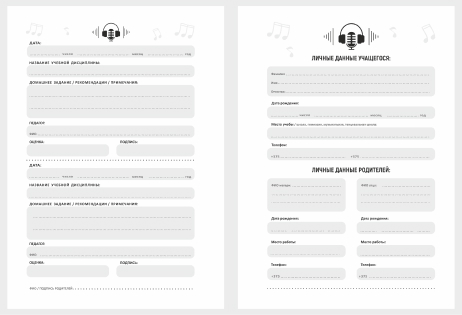 ДАТА:
число месяц год
НАЗВАНИЕ УЧЕБНОЙ ДИСЦИПЛИНЫ:
ДОМАШНЕЕ ЗАДАНИЕ / РЕКОМЕНДАЦИИ / ПРИМЕЧАНИЯ:
ПЕДАГОГ:
ФИО
ОЦЕНКА: ПОДПИСЬ:
ДАТА:
число месяц год
НАЗВАНИЕ УЧЕБНОЙ ДИСЦИПЛИНЫ:
ДОМАШНЕЕ ЗАДАНИЕ / РЕКОМЕНДАЦИИ / ПРИМЕЧАНИЯ:
ПЕДАГОГ:
ФИО
ОЦЕНКА: ПОДПИСЬ:
ФИО / ПОДПИСЬ РОДИТЕЛЕЙ:
ЛИЧНЫЕ ДАННЫЕ УЧАЩЕГОСЯ:
Фамилия
Имя
Отчество
Дата рождения:
число месяц год
Место учебы
Телефон:
+375 +375
ЛИЧНЫЕ ДАННЫЕ РОДИТЕЛЕЙ:
ФИО матери: ФИО отца:
Дата рождения: Дата рождения:
Место работы: Место работы:
Телефон: Телефон:
+375 +375